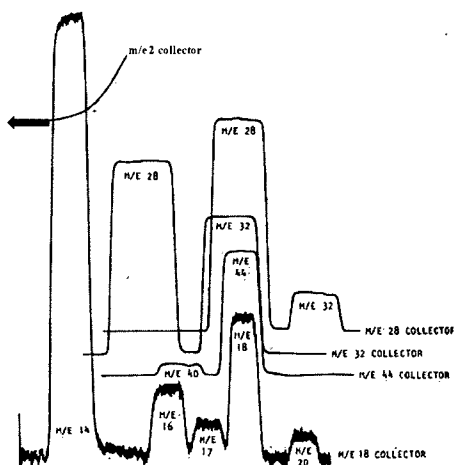 m/e2 collector
M/E 28
M/E 28
M/E 32
M/E
44
M/E 32
M/E 28 COLLECTOR
M/E
18
M/E 32 COLLECTOR
M/E 40
M/E 44 COLLECTOR
M/E 14
M/E
16
M/E
17
M/E
20
M/E 18 COLLECTOR